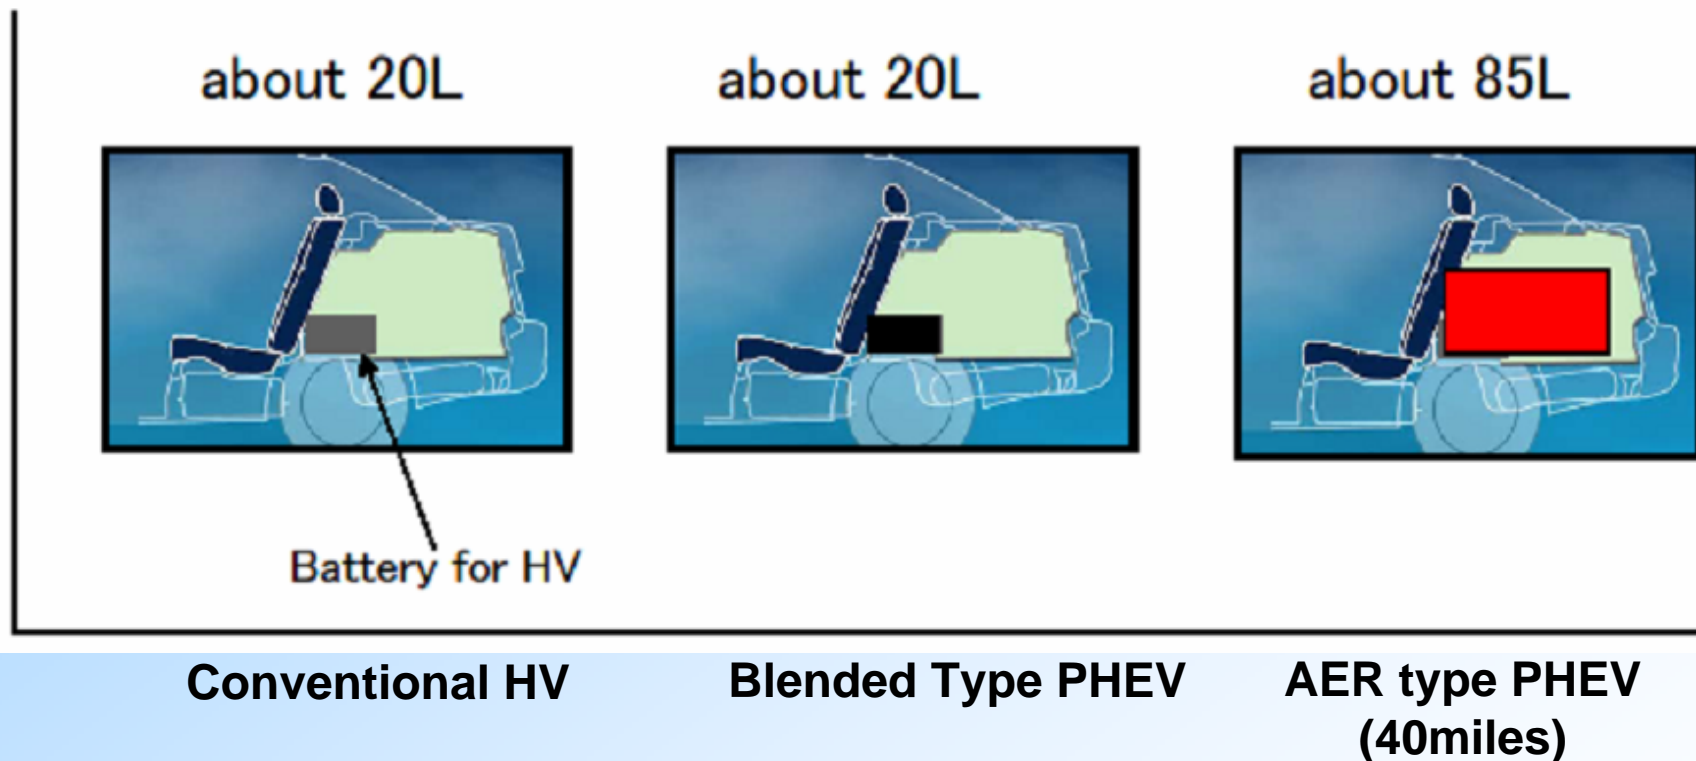 about 20L
about 20L
about 85L
Battery for HV
Conventional HV
Blended Type PHEV
AER type PHEV
(40miles)